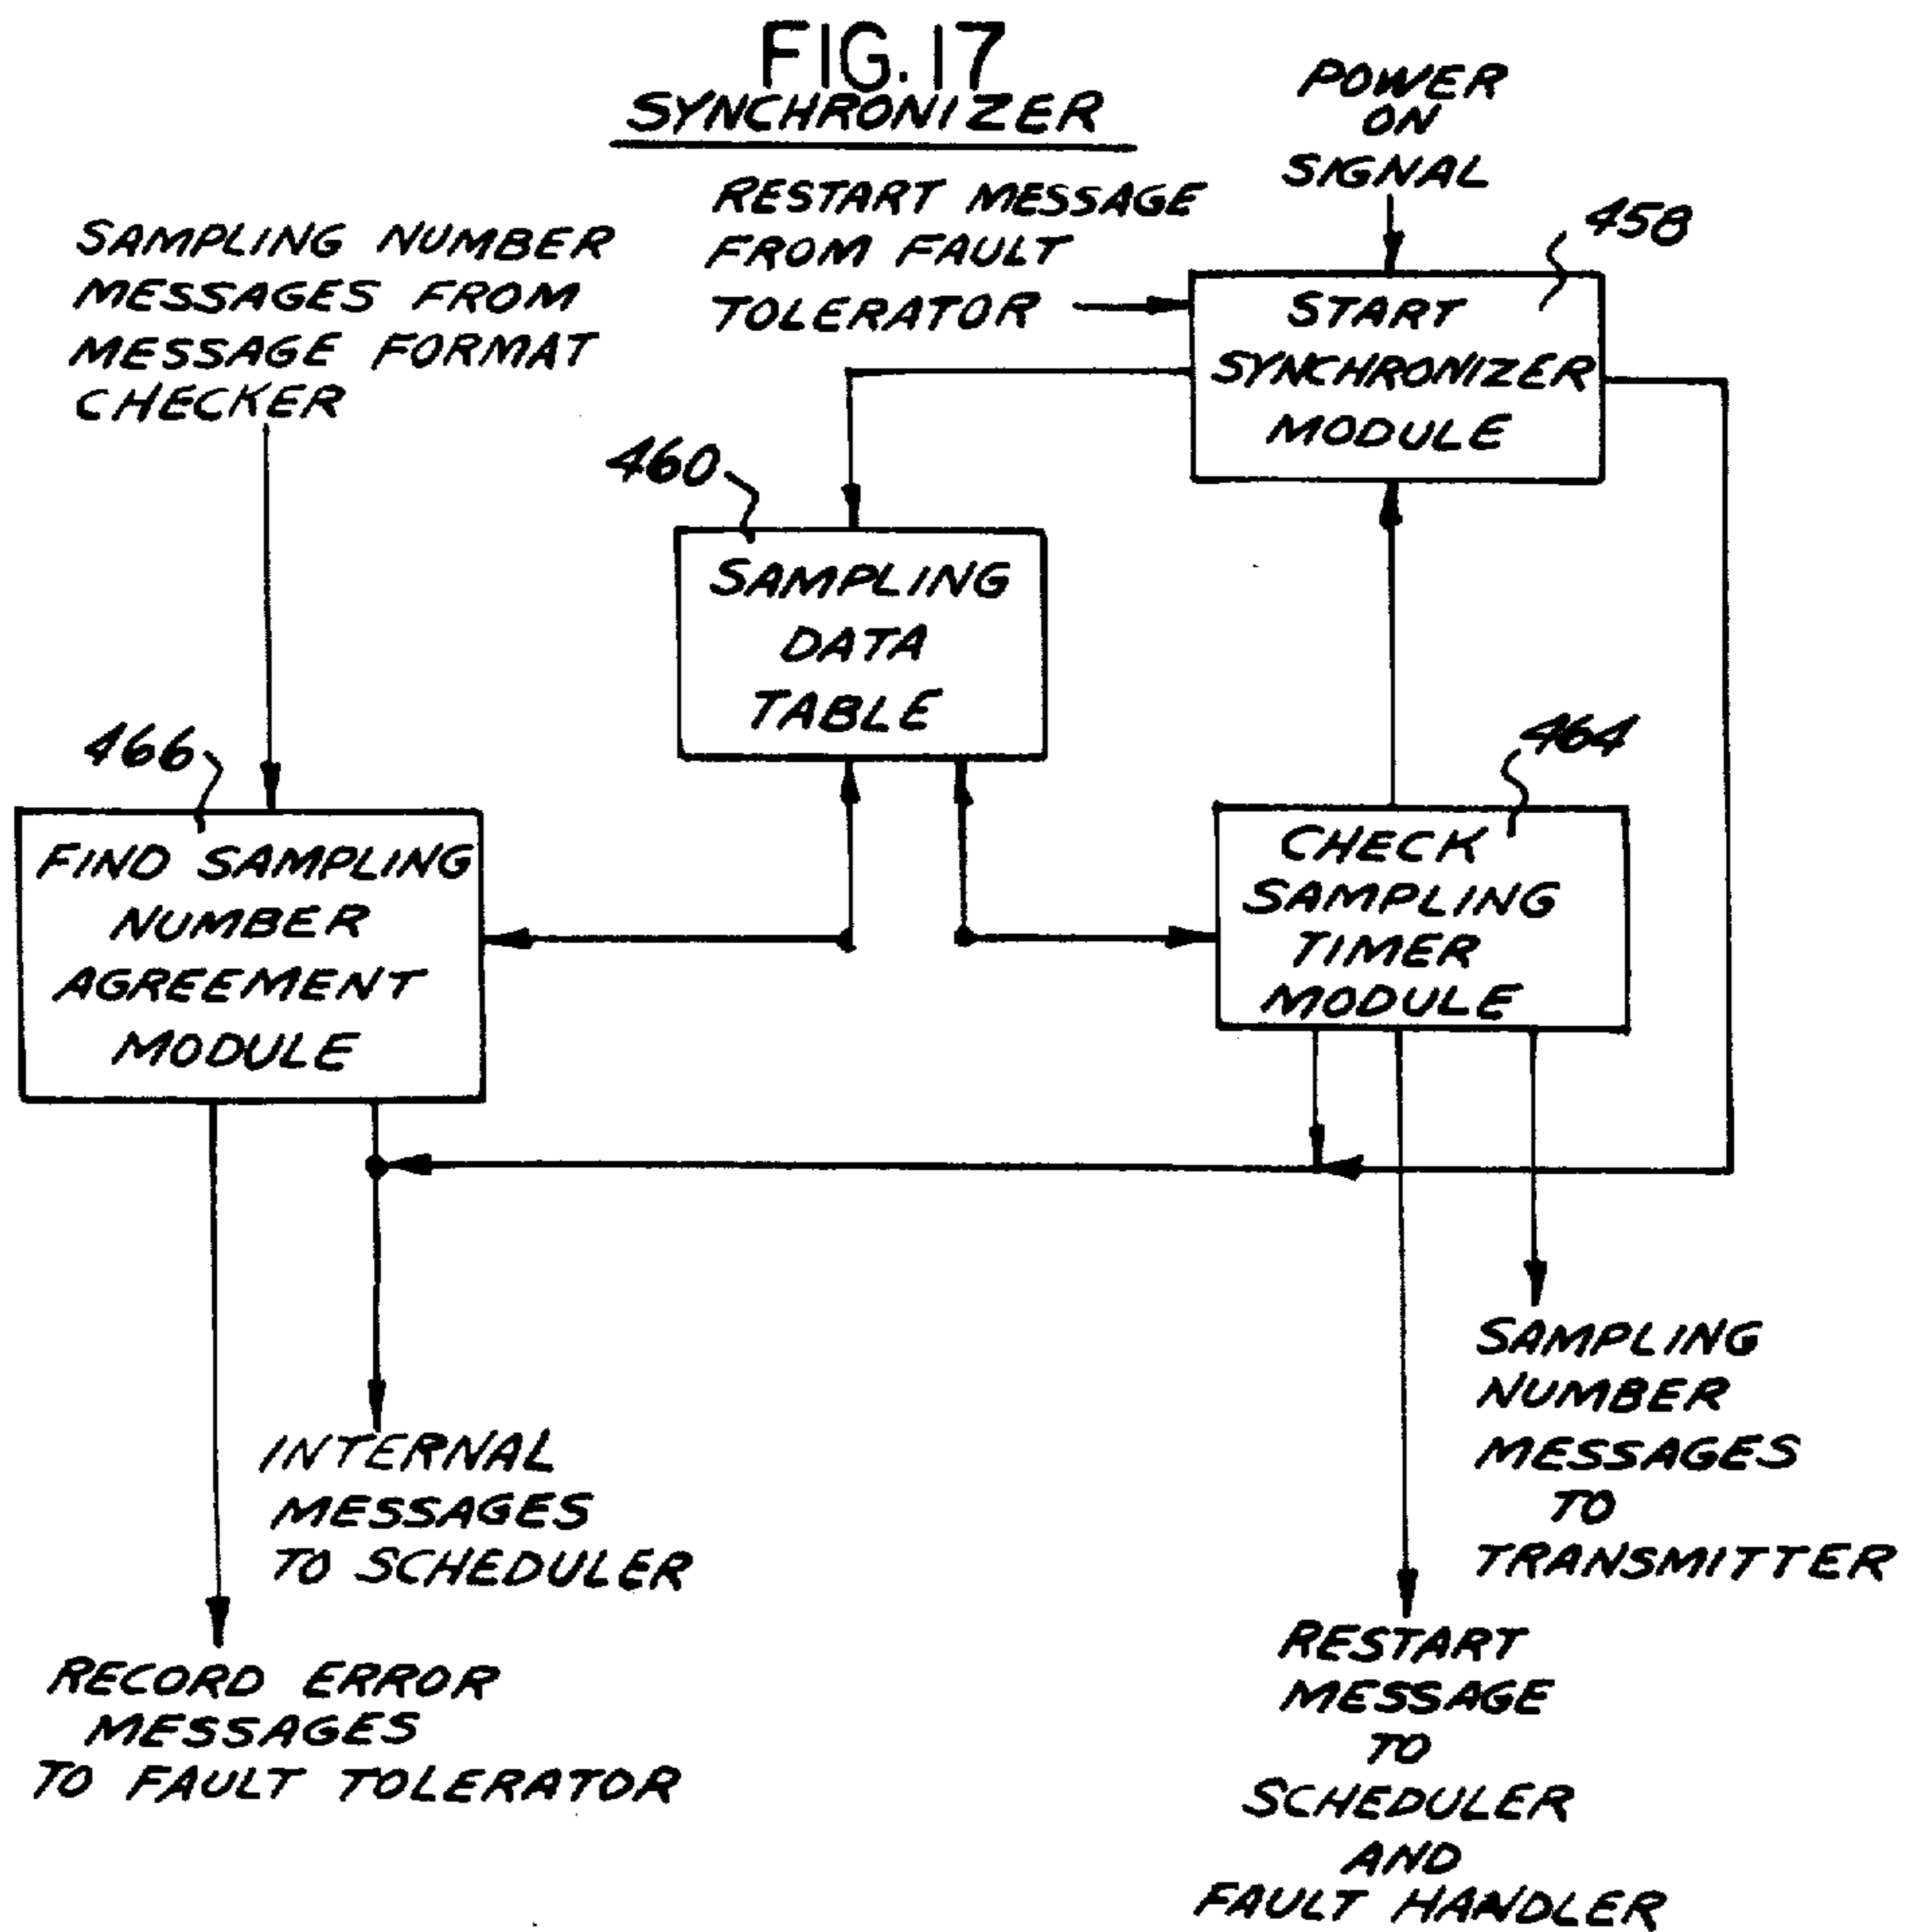 FIG. 17
SYNCHRONIZER
POWER
ON
SIGNAL
RESTART MESSAGE
FROM FAULT
TOLERATOR
SAMPLING NUMBER
MESSAGES FROM
MESSAGE FORMAT
CHECKER
458
START
SYNCHRONIZER
MODULE
460
SAMPLING
DATA
TABLE
466
FIND SAMPLING
NUMBER
AGREEMENT
MODULE
464
CHECK
SAMPLING
TIMER
MODULE
INTERNAL
MESSAGES
TO SCHEDULER
RECORD ERROR
MESSAGES
TO FAULT TOLERATOR
SAMPLING
NUMBER
MESSAGES
TO
TRANSMITTER
RESTART
MESSAGE
TO
SCHEDULER
AND
FAULT HANDLER